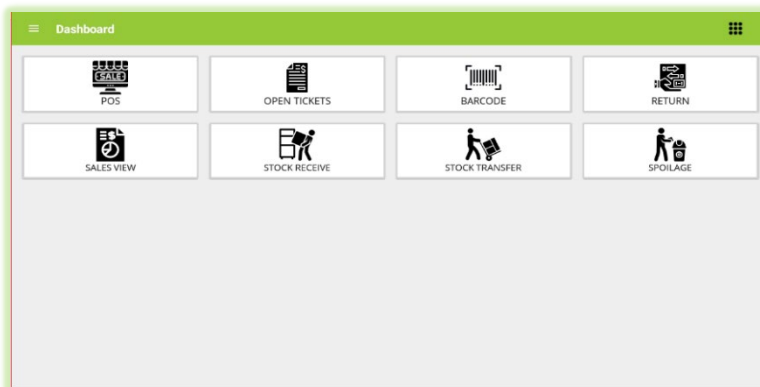 Dashboard
SALE
POS
OPEN TICKETS
BARCODE
RETURN
SALES VIEW
STOCK RECEIVE
STOCK TRANSFER
SPOILAGE